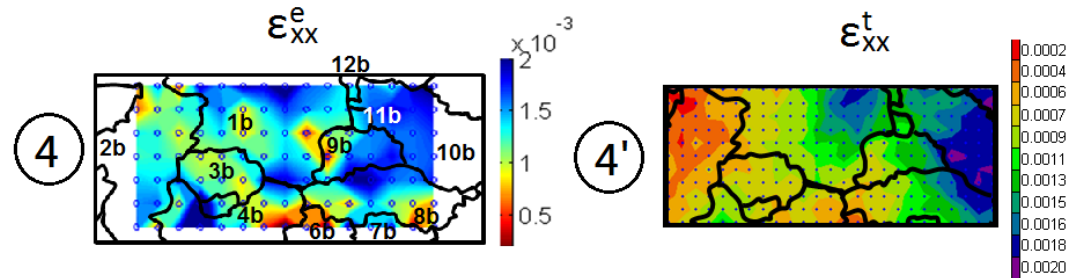 ε^e_xx
x 10^-3
2
1.5
1
0.5
4
12b
11b
1b
2b
9b
10b
3b
4b
8b
6b
7b
ε^t_xx
4'
0.0002
0.0004
0.0006
0.0007
0.0009
0.0011
0.0013
0.0015
0.0016
0.0018
0.0020